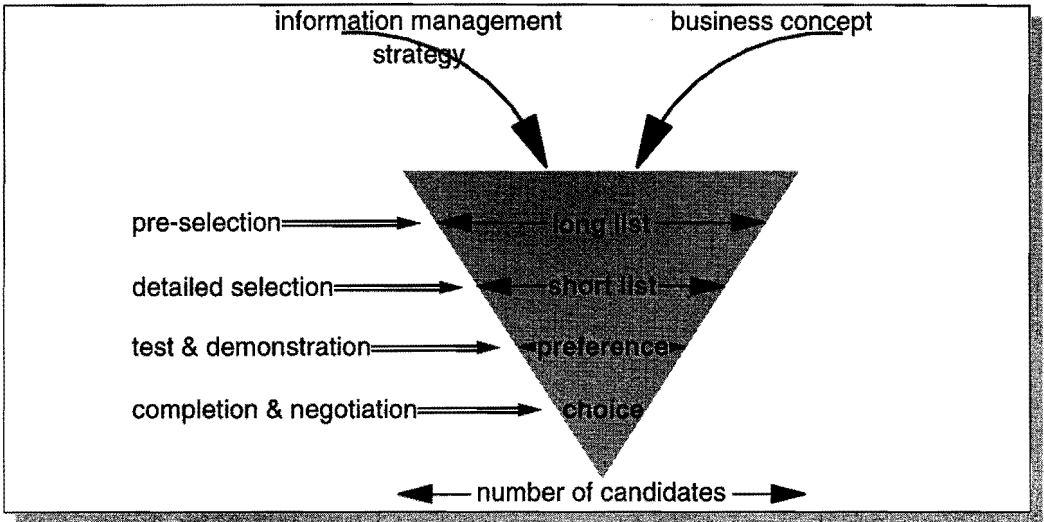 information management
strategy
business concept
pre-selection
long list
detailed selection
short list
test & demonstration
preference
completion & negotiation
choice
number of candidates